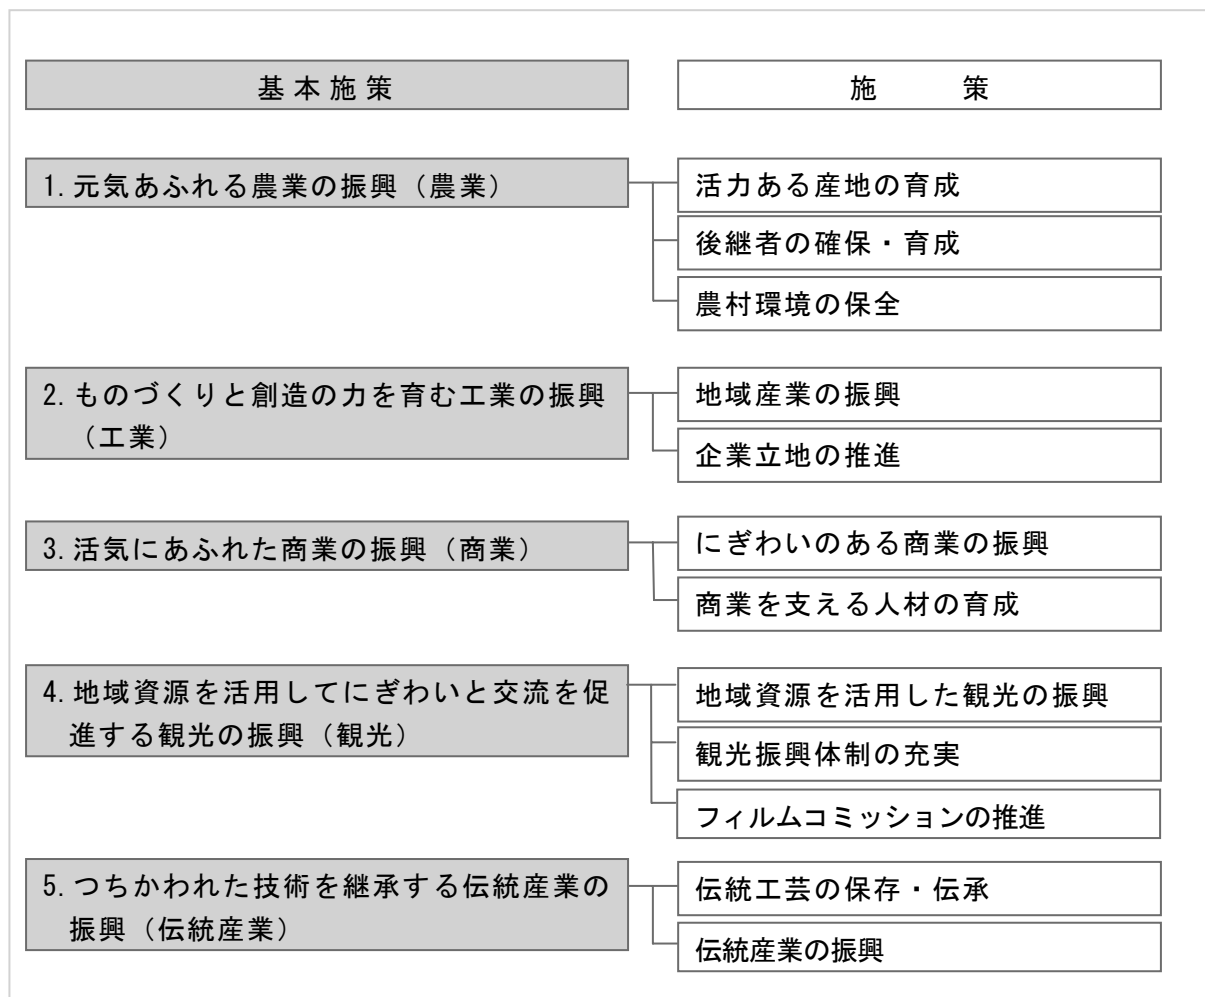 基本施策
施　策
1.元気あふれる農業の振興（農業）
活力ある産地の育成
後継者の確保・育成
農村環境の保全
2.ものづくりと創造の力を育む工業の振興
（工業）
地域産業の振興
企業立地の推進
3.活気にあふれた商業の振興（商業）
にぎわいのある商業の振興
商業を支える人材の育成
4.地域資源を活用してにぎわいと交流を促
進する観光の振興（観光）
地域資源を活用した観光の振興
観光振興体制の充実
フィルムコミッションの推進
5.つちかわれた技術を継承する伝統産業の
振興（伝統産業）
伝統工芸の保存・伝承
伝統産業の振興